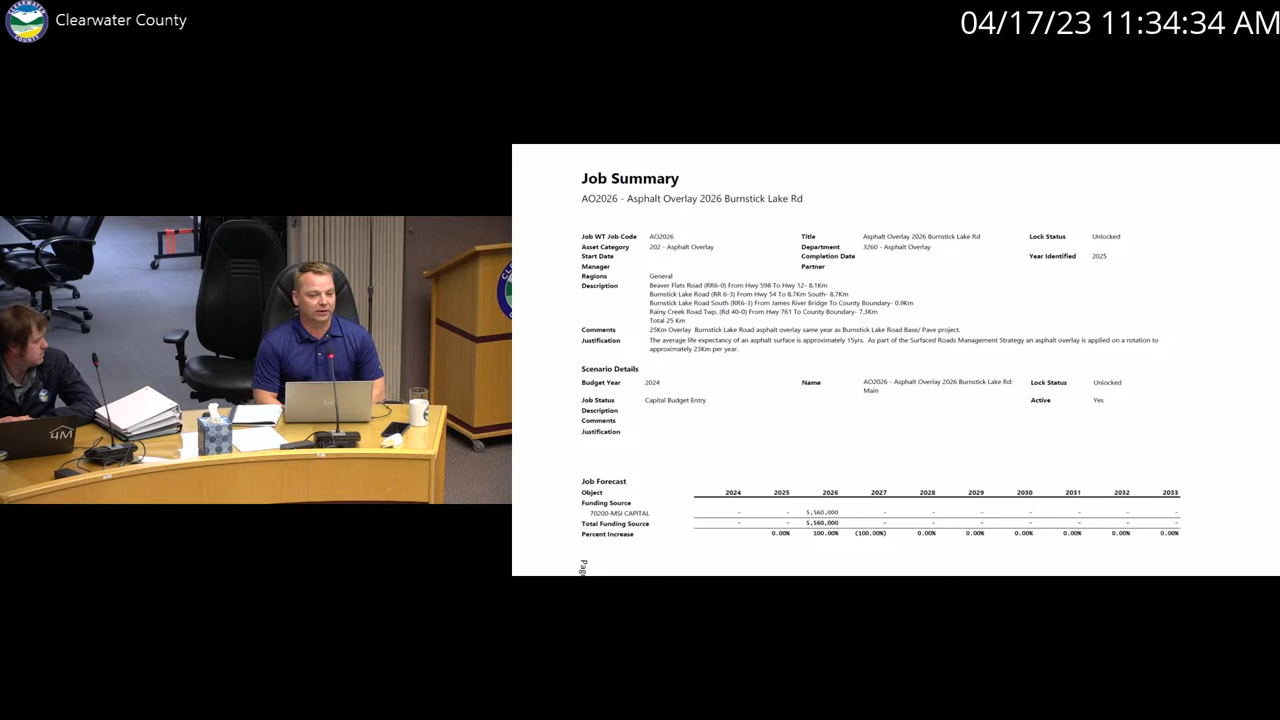 Clearwater County
04/17/23 11:34:34 AM
Job Summary
AO2026 - Asphalt Overlay 2026 Burnstick Lake Rd
Job WT Job Code AO2026 Title Asphalt Overlay 2026 Burnstick Lake Rd Lock Status Unlocked
Asset Category 202 - Asphalt Overlay Department 3260 - Asphalt Overlay
Start Date Completion Date Year Identified 2025
Manager Partner
Regions General
Description Beaver Flats Road (RR6-0) From Hwy 598 To Hwy 12- 8.1Km
Burnstick Lake Road (RR 6-3) From Hwy 54 To 8.7Km South- 8.7Km
Burnstick Lake Road South (RR6-3) From James River Bridge To County Boundary- 0.9Km
Rainy Creek Road Twp. (Rd 40-0) From Hwy 761 To County Boundary- 7.3Km
Total 25 Km
Comments 25Km Overlay Burnstick Lake Road asphalt overlay same year as Burnstick Lake Road Base/ Pave project.
Justification The average life expectancy of an asphalt surface is approximately 15yrs. As part of the Surfaced Roads Management Strategy an asphalt overlay is applied on a rotation to
approximately 23Km per year.
Scenario Details
Budget Year 2024 Name AO2026 - Asphalt Overlay 2026 Burnstick Lake Rd: Lock Status Unlocked
Main
Job Status Capital Budget Entry Active Yes
Description
Comments
Justification
Job Forecast
Object 2024 2025 2026 2027 2028 2029 2030 2031 2032 2033
Funding Source
70200-MSI CAPITAL - - 5,560,000 - - - - - - -
Total Funding Source - - 5,560,000 - - - - - - -
Percent Increase 0.00% 100.00% (100.00%) 0.00% 0.00% 0.00% 0.00% 0.00% 0.00%